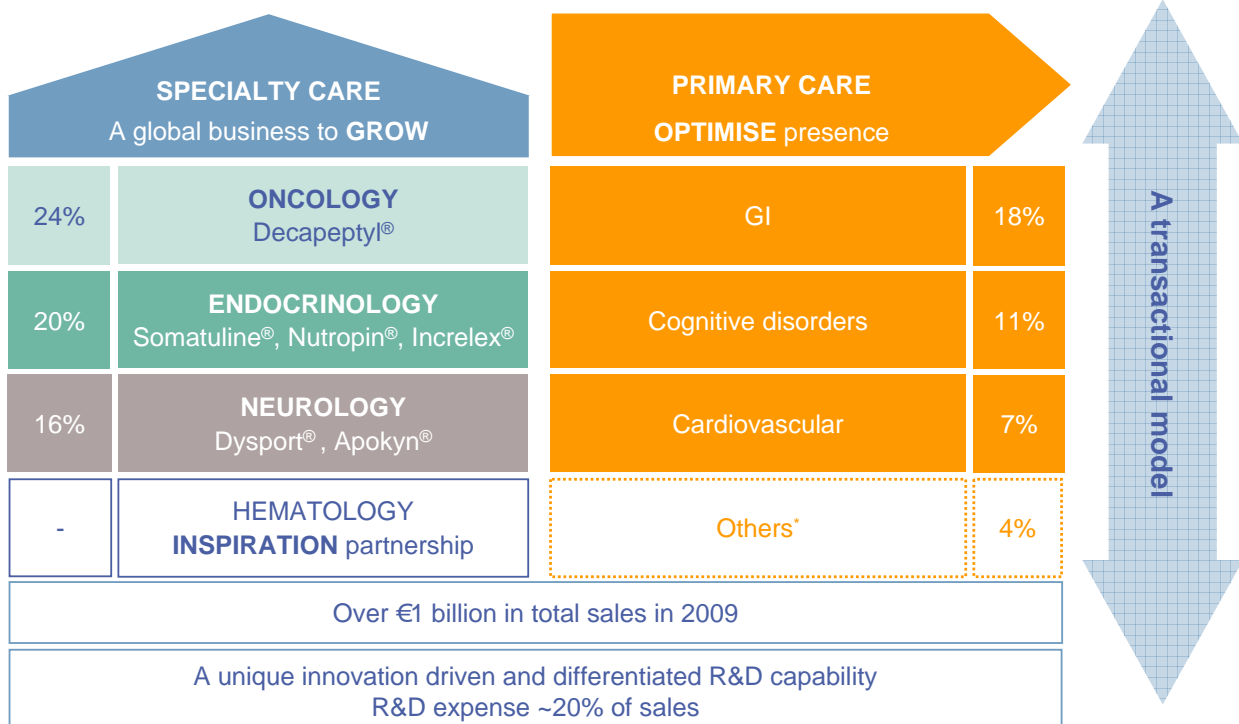 SPECIALTY CARE
A global business to GROW
PRIMARY CARE
OPTIMISE presence
24%
ONCOLOGY
Decapeptyl®
GI
18%
20%
ENDOCRINOLOGY
Somatuline®, Nutropin®, Increlex®
Cognitive disorders
11%
16%
NEUROLOGY
Dysport® , Apokyn®
Cardiovascular
7%
-
HEMATOLOGY
INSPIRATION partnership
Others*
4%
A transactional model
Over €1 billion in total sales in 2009
A unique innovation driven and differentiated R&D capability
R&D expense ~20% of sales